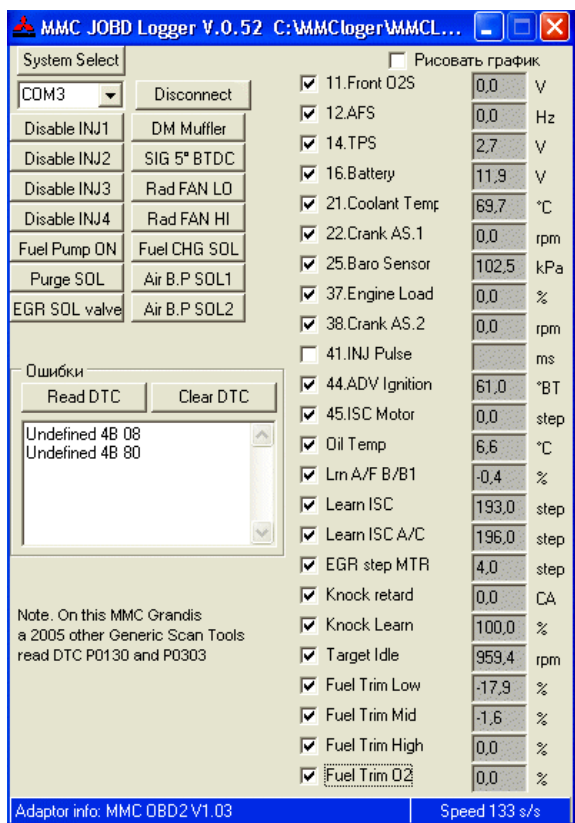 MMC JOBD Logger V.0.52 C:\MMCloger\MMCL...
System Select
Рисовать график
COM3
Disconnect
Disable INJ1
DM Muffler
Disable INJ2
SIG 5° BTDC
Disable INJ3
Rad FAN LO
Disable INJ4
Rad FAN HI
Fuel Pump ON
Fuel CHG SOL
Purge SOL
Air B.P SOL1
EGR SOL valve
Air B.P SOL2
Ошибки
Read DTC
Clear DTC
Undefined 4B 08
Undefined 4B 80
Note. On this MMC Grandis
a 2005 other Generic Scan Tools
read DTC P0130 and P0303
11.Front O2S 0,0 V
12.AFS 0,0 Hz
14.TPS 2,7 V
16.Battery 11,9 V
21.Coolant Temp 69,7 °C
22.Crank AS.1 0,0 rpm
25.Baro Sensor 102,5 kPa
37.Engine Load 0,0 %
38.Crank AS.2 0,0 rpm
41.INJ Pulse ms
44.ADV Ignition 61,0 °BT
45.ISC Motor 0,0 step
Oil Temp 6,6 °C
Lrn A/F B/B1 -0,4 %
Learn ISC 193,0 step
Learn ISC A/C 196,0 step
EGR step MTR 4,0 step
Knock retard 0,0 CA
Knock Learn 100,0 %
Target Idle 959,4 rpm
Fuel Trim Low -17,9 %
Fuel Trim Mid -1,6 %
Fuel Trim High 0,0 %
Fuel Trim O2 0,0 %
Adaptor info: MMC OBD2 V1.03
Speed 133 s/s